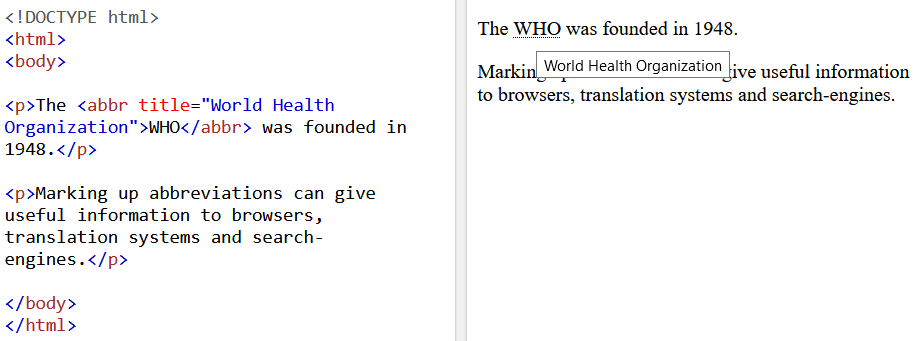 <!DOCTYPE html>
<html>
<body>
<p>The <abbr title="World Health
Organization">WHO</abbr> was founded in
1948.</p>
<p>Marking up abbreviations can give
useful information to browsers,
translation systems and search-
engines.</p>
</body>
</html>
The WHO was founded in 1948.
World Health Organization
give useful information
to browsers, translation systems and search-engines.